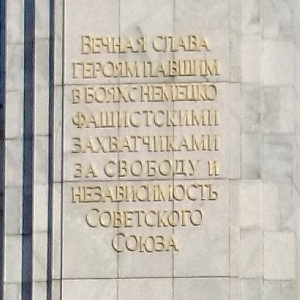 Вечная слава
героям павшим
в боях с немецко
фашистскими
захватчиками
за свободу и
независимость
Советского
Союза